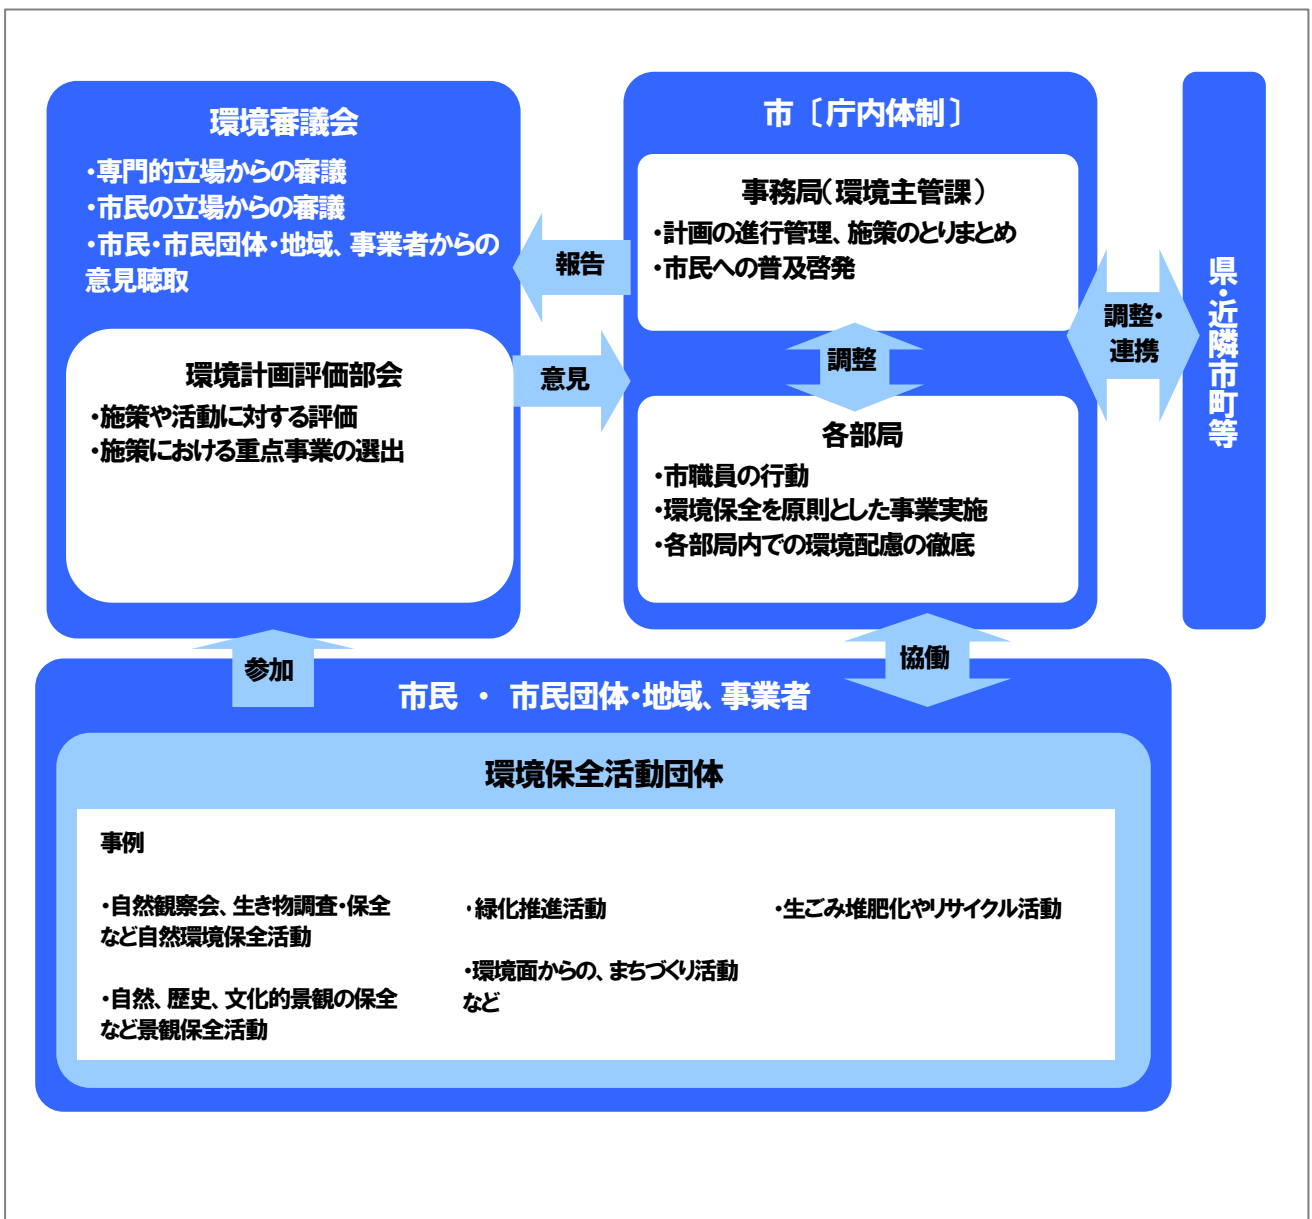 環境審議会
・専門的立場からの審議
・市民の立場からの審議
・市民・市民団体・地域、事業者からの
意見聴取
環境計画評価部会
・施策や活動に対する評価
・施策における重点事業の選出
報告
意見
市〔庁内体制〕
事務局（環境主管課）
・計画の進行管理、施策のとりまとめ
・市民への普及啓発
調整
各部局
・市職員の行動
・環境保全を原則とした事業実施
・各部局内での環境配慮の徹底
調整・
連携
県・近隣市町等
参加
協働
市民 ・ 市民団体・地域、事業者
環境保全活動団体
事例
・自然観察会、生き物調査・保全
など自然環境保全活動
・自然、歴史、文化的景観の保全
など景観保全活動
・緑化推進活動
・環境面からの、まちづくり活動
など
・生ごみ堆肥化やリサイクル活動